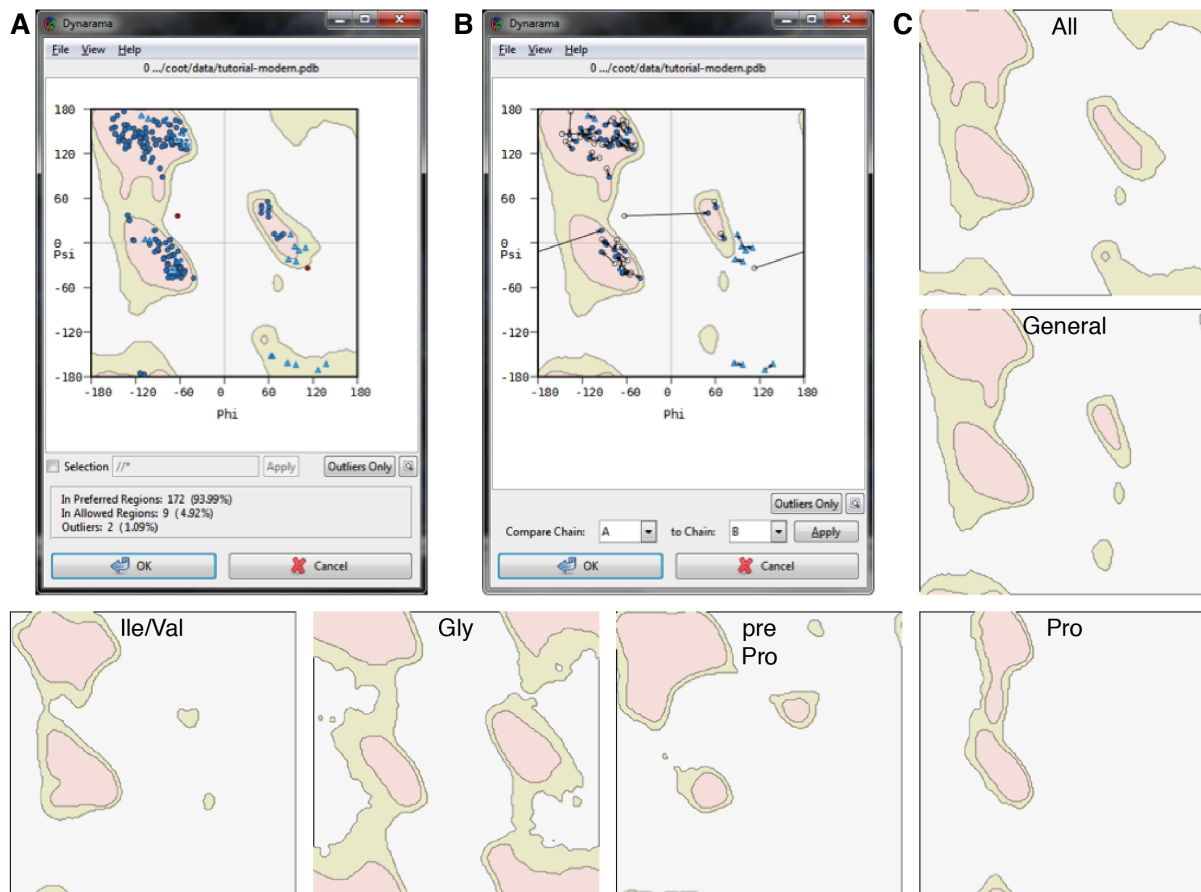 A
Dynarama
File View Help
0 .../coot/data/tutorial-modern.pdb
180
120
60
0
Psi
-60
-120
-180
-180 -120 -60 0 60 120 180
Phi
Selection //* Apply Outliers Only
In Preferred Regions: 172 (93.99%)
In Allowed Regions: 9 (4.92%)
Outliers: 2 (1.09%)
OK Cancel
B
Dynarama
File View Help
0 .../coot/data/tutorial-modern.pdb
180
120
60
0
Psi
-60
-120
-180
-180 -120 -60 0 60 120 180
Phi
Outliers Only
Compare Chain: A to Chain: B Apply
OK Cancel
C
All
General
Ile/Val
Gly
pre
Pro
Pro